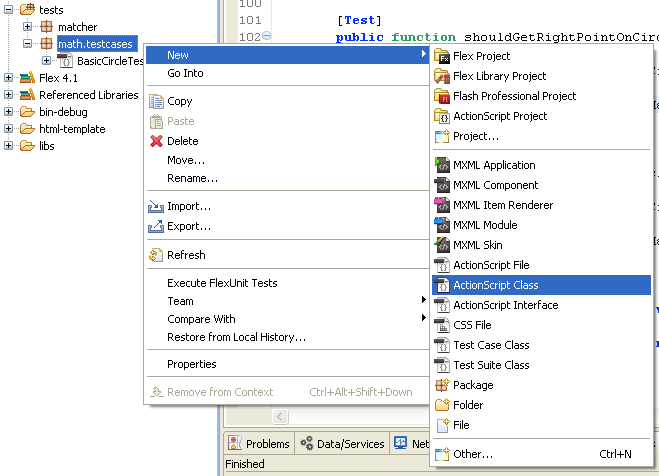 tests
matcher
math.testcases
BasicCircleTes
Flex 4.1
Referenced Libraries
bin-debug
html-template
libs
100
101 [Test]
102 public function shouldGetRightPointOnCirc
New
Go Into
Copy
Paste
Delete
Move...
Rename...
Import...
Export...
Refresh
Execute FlexUnit Tests
Team
Compare With
Restore from Local History...
Properties
Remove from Context Ctrl+Alt+Shift+Down
Flex Project
Flex Library Project
Flash Professional Project
ActionScript Project
Project...
MXML Application
MXML Component
MXML Item Renderer
MXML Module
MXML Skin
ActionScript File
ActionScript Class
ActionScript Interface
CSS File
Test Case Class
Test Suite Class
Package
Folder
File
Other... Ctrl+N
Problems Data/Services Net
Finished